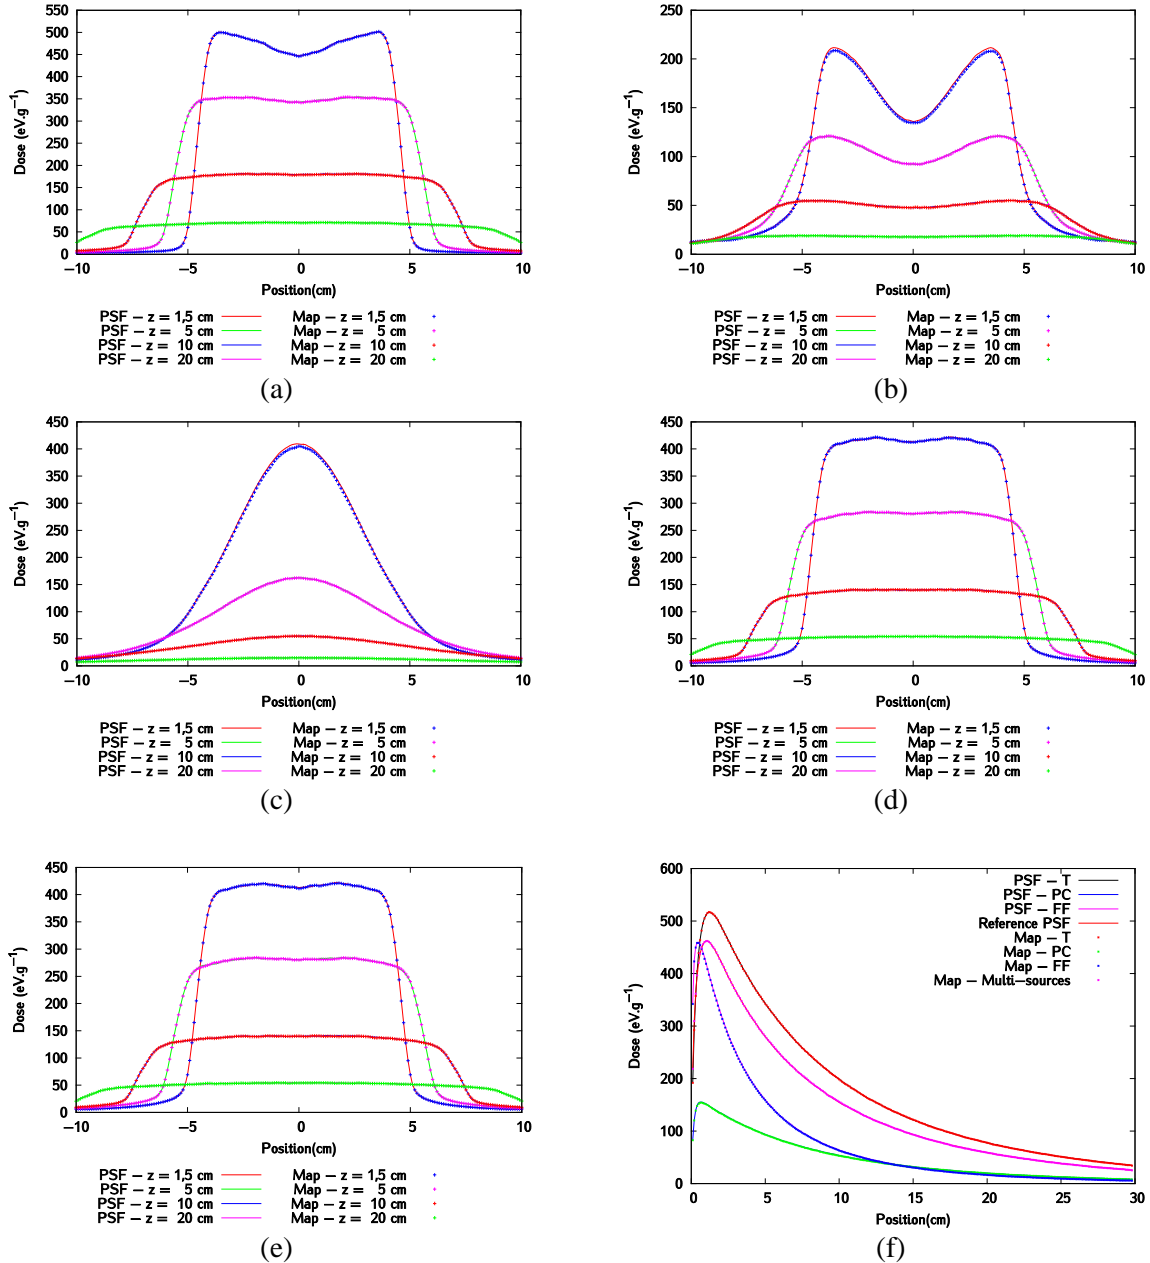 550
500
450
400
350
300
250
200
150
100
50
0
Dose (eV.g⁻¹)
−10 −5 0 5 10
Position(cm)
PSF − z = 1,5 cm Map − z = 1,5 cm
PSF − z = 5 cm Map − z = 5 cm
PSF − z = 10 cm Map − z = 10 cm
PSF − z = 20 cm Map − z = 20 cm
(a)
250
200
150
100
50
0
Dose (eV.g⁻¹)
−10 −5 0 5 10
Position(cm)
PSF − z = 1,5 cm Map − z = 1,5 cm
PSF − z = 5 cm Map − z = 5 cm
PSF − z = 10 cm Map − z = 10 cm
PSF − z = 20 cm Map − z = 20 cm
(b)
450
400
350
300
250
200
150
100
50
0
Dose (eV.g⁻¹)
−10 −5 0 5 10
Position(cm)
PSF − z = 1,5 cm Map − z = 1,5 cm
PSF − z = 5 cm Map − z = 5 cm
PSF − z = 10 cm Map − z = 10 cm
PSF − z = 20 cm Map − z = 20 cm
(c)
450
400
350
300
250
200
150
100
50
0
Dose (eV.g⁻¹)
−10 −5 0 5 10
Position(cm)
PSF − z = 1,5 cm Map − z = 1,5 cm
PSF − z = 5 cm Map − z = 5 cm
PSF − z = 10 cm Map − z = 10 cm
PSF − z = 20 cm Map − z = 20 cm
(d)
450
400
350
300
250
200
150
100
50
0
Dose (eV.g⁻¹)
−10 −5 0 5 10
Position(cm)
PSF − z = 1,5 cm Map − z = 1,5 cm
PSF − z = 5 cm Map − z = 5 cm
PSF − z = 10 cm Map − z = 10 cm
PSF − z = 20 cm Map − z = 20 cm
(e)
600
500
400
300
200
100
0
Dose (eV.g⁻¹)
PSF − T
PSF − PC
PSF − FF
Reference PSF
Map − T
Map − PC
Map − FF
Map − Multi−sources
0 5 10 15 20 25 30
Position(cm)
(f)